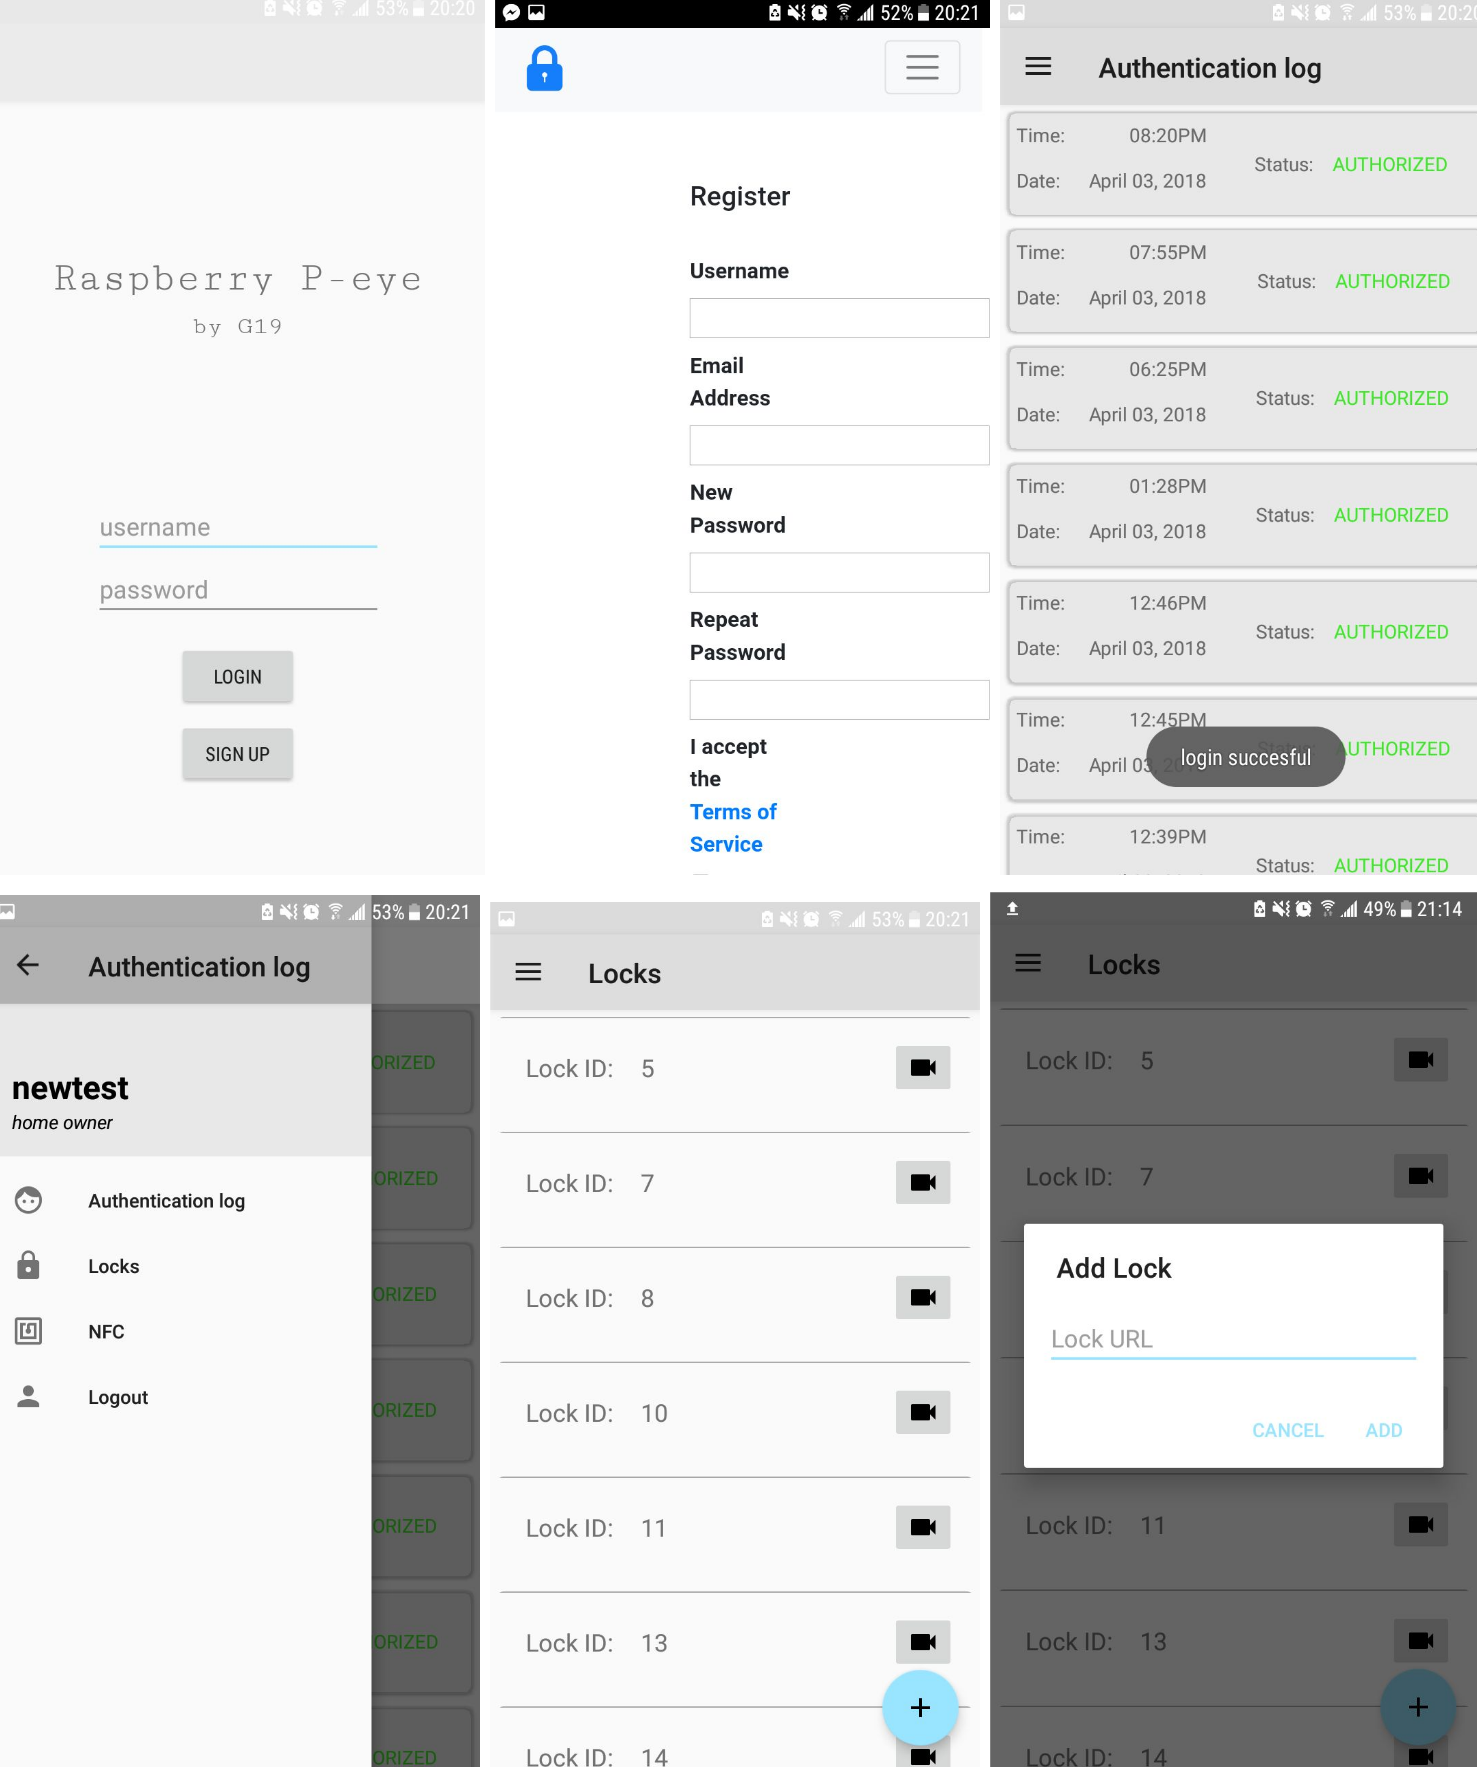 53% 20:20
Raspberry P-eye
by G19
username
password
LOGIN
SIGN UP
52% 20:21
Register
Username
Email
Address
New
Password
Repeat
Password
I accept
the
Terms of
Service
53%
Authentication log
Time: 08:20PM
Date: April 03, 2018
Status: AUTHORIZED
Time: 07:55PM
Date: April 03, 2018
Status: AUTHORIZED
Time: 06:25PM
Date: April 03, 2018
Status: AUTHORIZED
Time: 01:28PM
Date: April 03, 2018
Status: AUTHORIZED
Time: 12:46PM
Date: April 03, 2018
Status: AUTHORIZED
Time: 12:45PM
Date: April 03,
AUTHORIZED
login succesful
Time: 12:39PM
Status: AUTHORIZED
53% 20:21
Authentication log
newtest
home owner
Authentication log
Locks
NFC
Logout
ORIZED
ORIZED
ORIZED
ORIZED
ORIZED
ORIZED
ORIZED
53% 20:21
Locks
Lock ID: 5
Lock ID: 7
Lock ID: 8
Lock ID: 10
Lock ID: 11
Lock ID: 13
Lock ID: 14
+
49% 21:14
Locks
Lock ID: 5
Lock ID: 7
Add Lock
Lock URL
CANCEL ADD
Lock ID: 11
Lock ID: 13
+
Lock ID: 14